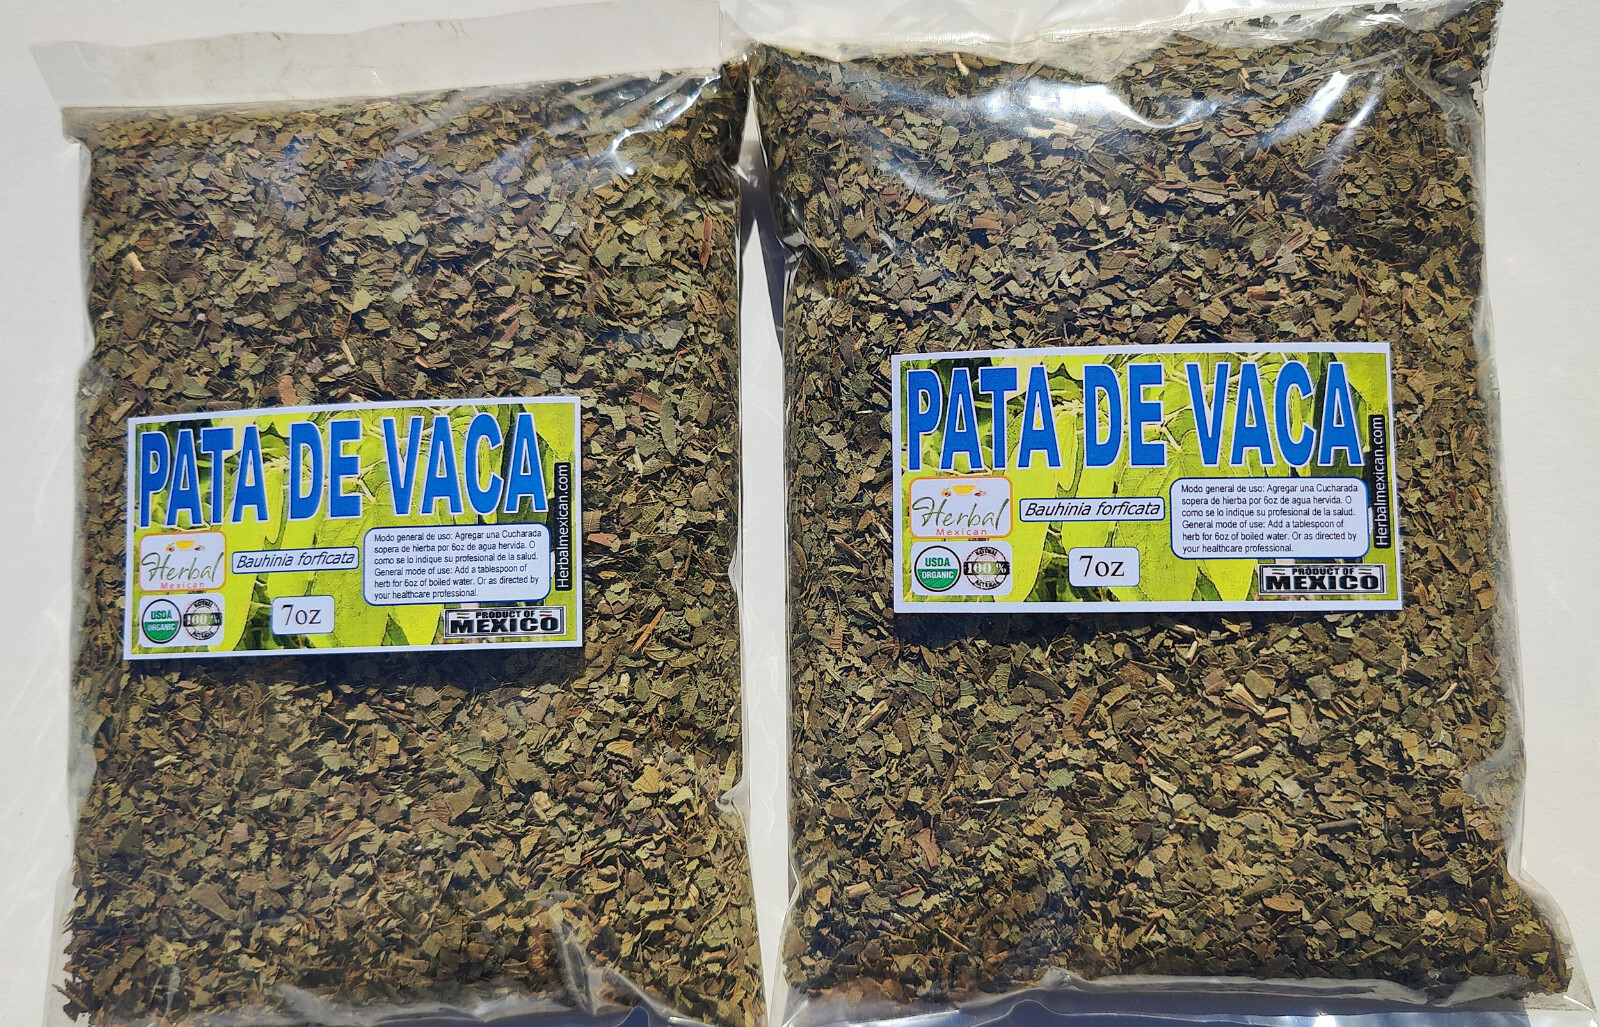 PATA DE VACA
Herbal
Mexican
Bauhinia forficata
Modo general de uso: Agregar una Cucharada
sopera de hierba por 6oz de agua hervida. O
como se lo indique su profesional de la salud.
General mode of use: Add a tablespoon of
herb for 6oz of boiled water. Or as directed by
your healthcare professional.
Herbalmexican.com
USDA
ORGANIC
100%
7oz
PRODUCT OF
MEXICO
PATA DE VACA
Herbal
Mexican
Bauhinia forficata
Modo general de uso: Agregar una Cucharada
sopera de hierba por 6oz de agua hervida. O
como se lo indique su profesional de la salud.
General mode of use: Add a tablespoon of
herb for 6oz of boiled water. Or as directed by
your healthcare professional.
Herbalmexican.com
USDA
ORGANIC
NATURAL
100 %
7oz
PRODUCT OF
MEXICO